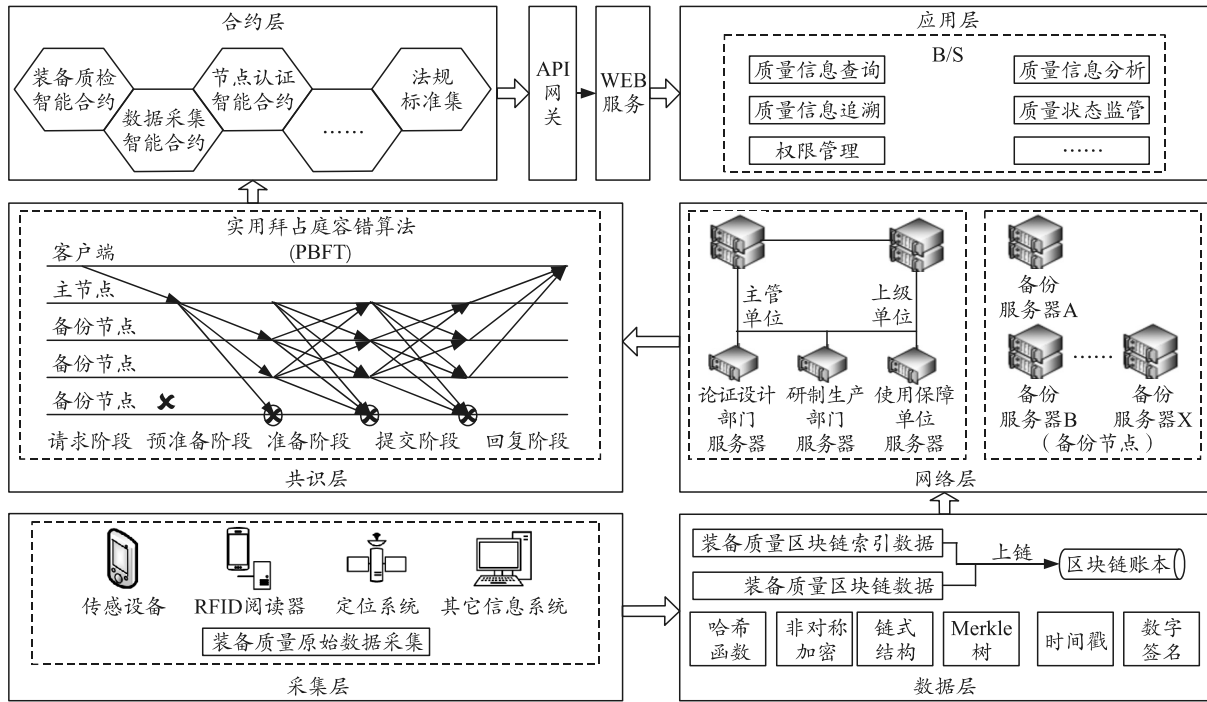 合约层
装备质检
智能合约
数据采集
智能合约
节点认证
智能合约
……
法规
标准集
API
网关
WEB
服务
应用层
B/S
质量信息查询
质量信息分析
质量信息追溯
质量状态监管
权限管理
……
实用拜占庭容错算法
(PBFT)
客户端
主节点
备份节点
备份节点
备份节点
请求阶段 预准备阶段 准备阶段 提交阶段 回复阶段
共识层
主管
单位
上级
单位
论证设计
部门
服务器
研制生产
部门
服务器
使用保障
单位
服务器
备份
服务器A
备份
服务器B
……
备份
服务器X
(备份节点)
网络层
传感设备
RFID阅读器
定位系统
其它信息系统
装备质量原始数据采集
采集层
装备质量区块链索引数据
装备质量区块链数据
上链
区块链账本
哈希
函数
非对称
加密
链式
结构
Merkle
树
时间戳
数字
签名
数据层